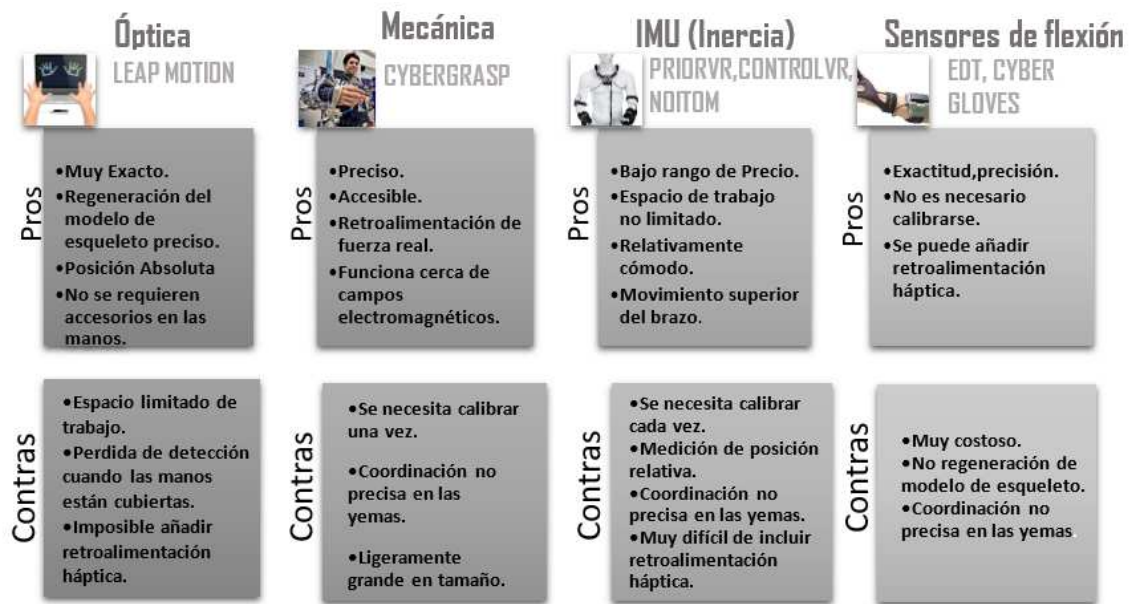 Óptica
LEAP MOTION
Pros
•Muy Exacto.
•Regeneración del
modelo de
esqueleto preciso.
•Posición Absoluta
•No se requieren
accesorios en las
manos.
Contras
•Espacio limitado de
trabajo.
•Perdida de detección
cuando las manos
están cubiertas.
•Imposible añadir
retroalimentación
háptica.
Mecánica
CYBERGRASP
Pros
•Preciso.
•Accesible.
•Retroalimentación de
fuerza real.
•Funciona cerca de
campos
electromagnéticos.
Contras
•Se necesita calibrar
una vez.
•Coordinación no
precisa en las
yemas.
•Ligeramente
grande en tamaño.
IMU (Inercia)
PRIORVR,CONTROLVR,
NOITOM
Pros
•Bajo rango de Precio.
•Espacio de trabajo
no limitado.
•Relativamente
cómodo.
•Movimiento superior
del brazo.
Contras
•Se necesita calibrar
cada vez.
•Medición de posición
relativa.
•Coordinación no
precisa en las yemas.
•Muy difícil de incluir
retroalimentación
háptica.
Sensores de flexión
EDT, CYBER
GLOVES
Pros
•Exactitud,precisión.
•No es necesario
calibrarse.
•Se puede añadir
retroalimentación
háptica.
Contras
•Muy costoso.
•No regeneración de
modelo de esqueleto.
•Coordinación no
precisa en las yemas.